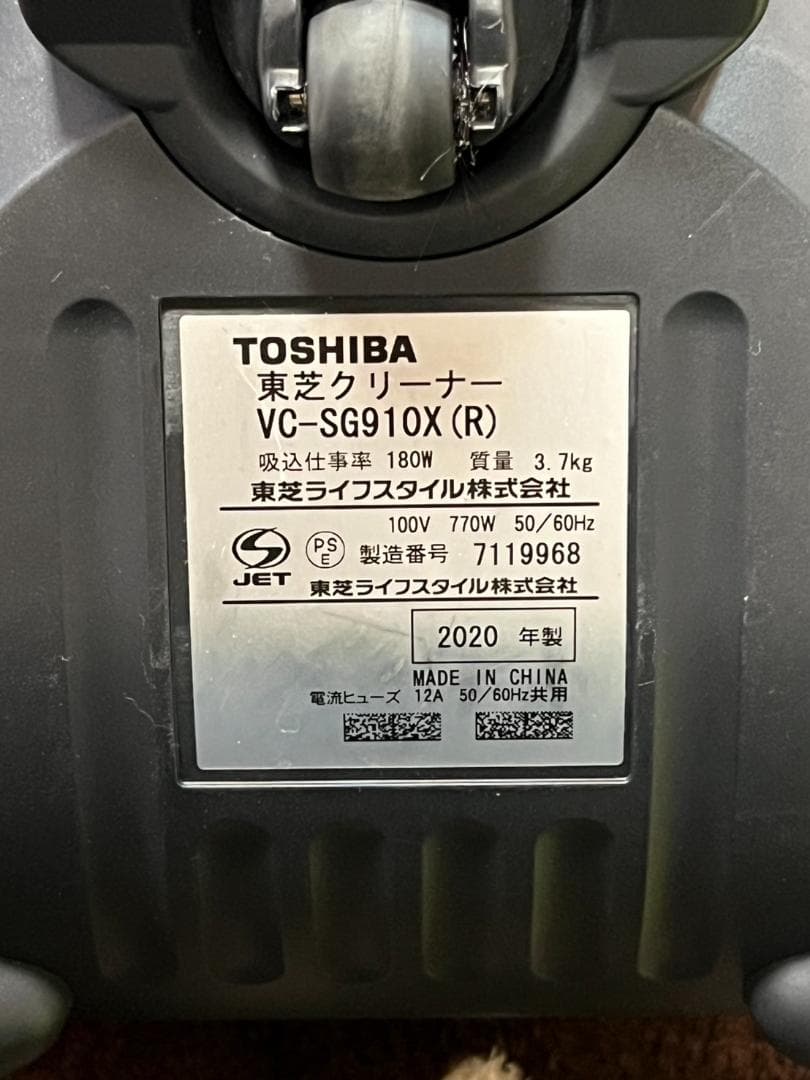 TOSHIBA
東芝クリーナー
VC-SG910X(R)
吸込仕事率 180W 質量 3.7kg
東芝ライフスタイル株式会社
100V 770W 50/60Hz
JET PSE 製造番号 7119968
東芝ライフスタイル株式会社
2020 年製
MADE IN CHINA
電流ヒューズ 12A 50/60Hz共用